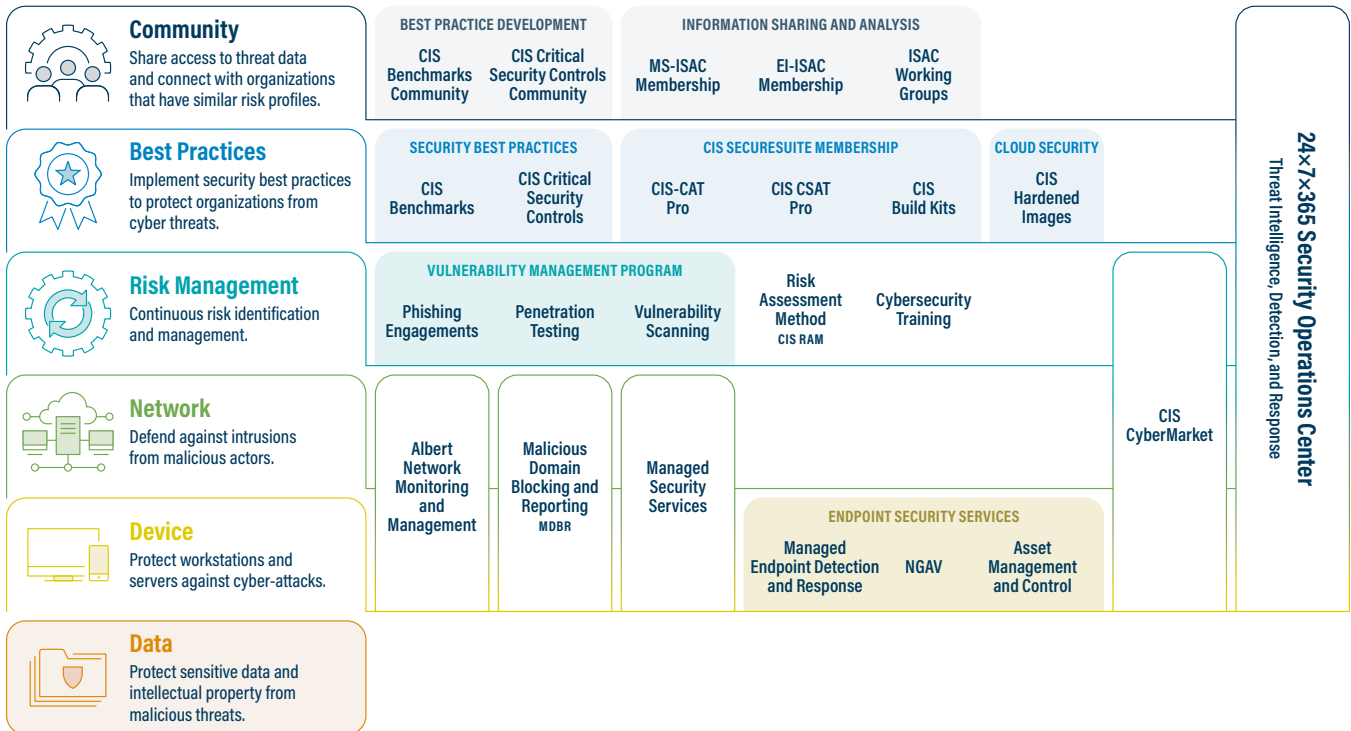 Community
Share access to threat data
and connect with organizations
that have similar risk profiles.
BEST PRACTICE DEVELOPMENT
CIS
Benchmarks
Community
CIS Critical
Security Controls
Community
INFORMATION SHARING AND ANALYSIS
MS-ISAC
Membership
EI-ISAC
Membership
ISAC
Working
Groups
Best Practices
Implement security best practices
to protect organizations from
cyber threats.
SECURITY BEST PRACTICES
CIS
Benchmarks
CIS Critical
Security
Controls
CIS SECURESUITE MEMBERSHIP
CIS-CAT
Pro
CIS CSAT
Pro
CIS
Build Kits
CLOUD SECURITY
CIS
Hardened
Images
Risk Management
Continuous risk identification
and management.
VULNERABILITY MANAGEMENT PROGRAM
Phishing
Engagements
Penetration
Testing
Vulnerability
Scanning
Risk
Assessment
Method
CIS RAM
Cybersecurity
Training
Network
Defend against intrusions
from malicious actors.
Albert
Network
Monitoring
and
Management
Malicious
Domain
Blocking and
Reporting
MDBR
Managed
Security
Services
CIS
CyberMarket
Device
Protect workstations and
servers against cyber-attacks.
ENDPOINT SECURITY SERVICES
Managed
Endpoint Detection
and Response
NGAV
Asset
Management
and Control
Data
Protect sensitive data and
intellectual property from
malicious threats.
24×7×365 Security Operations Center
Threat Intelligence, Detection, and Response